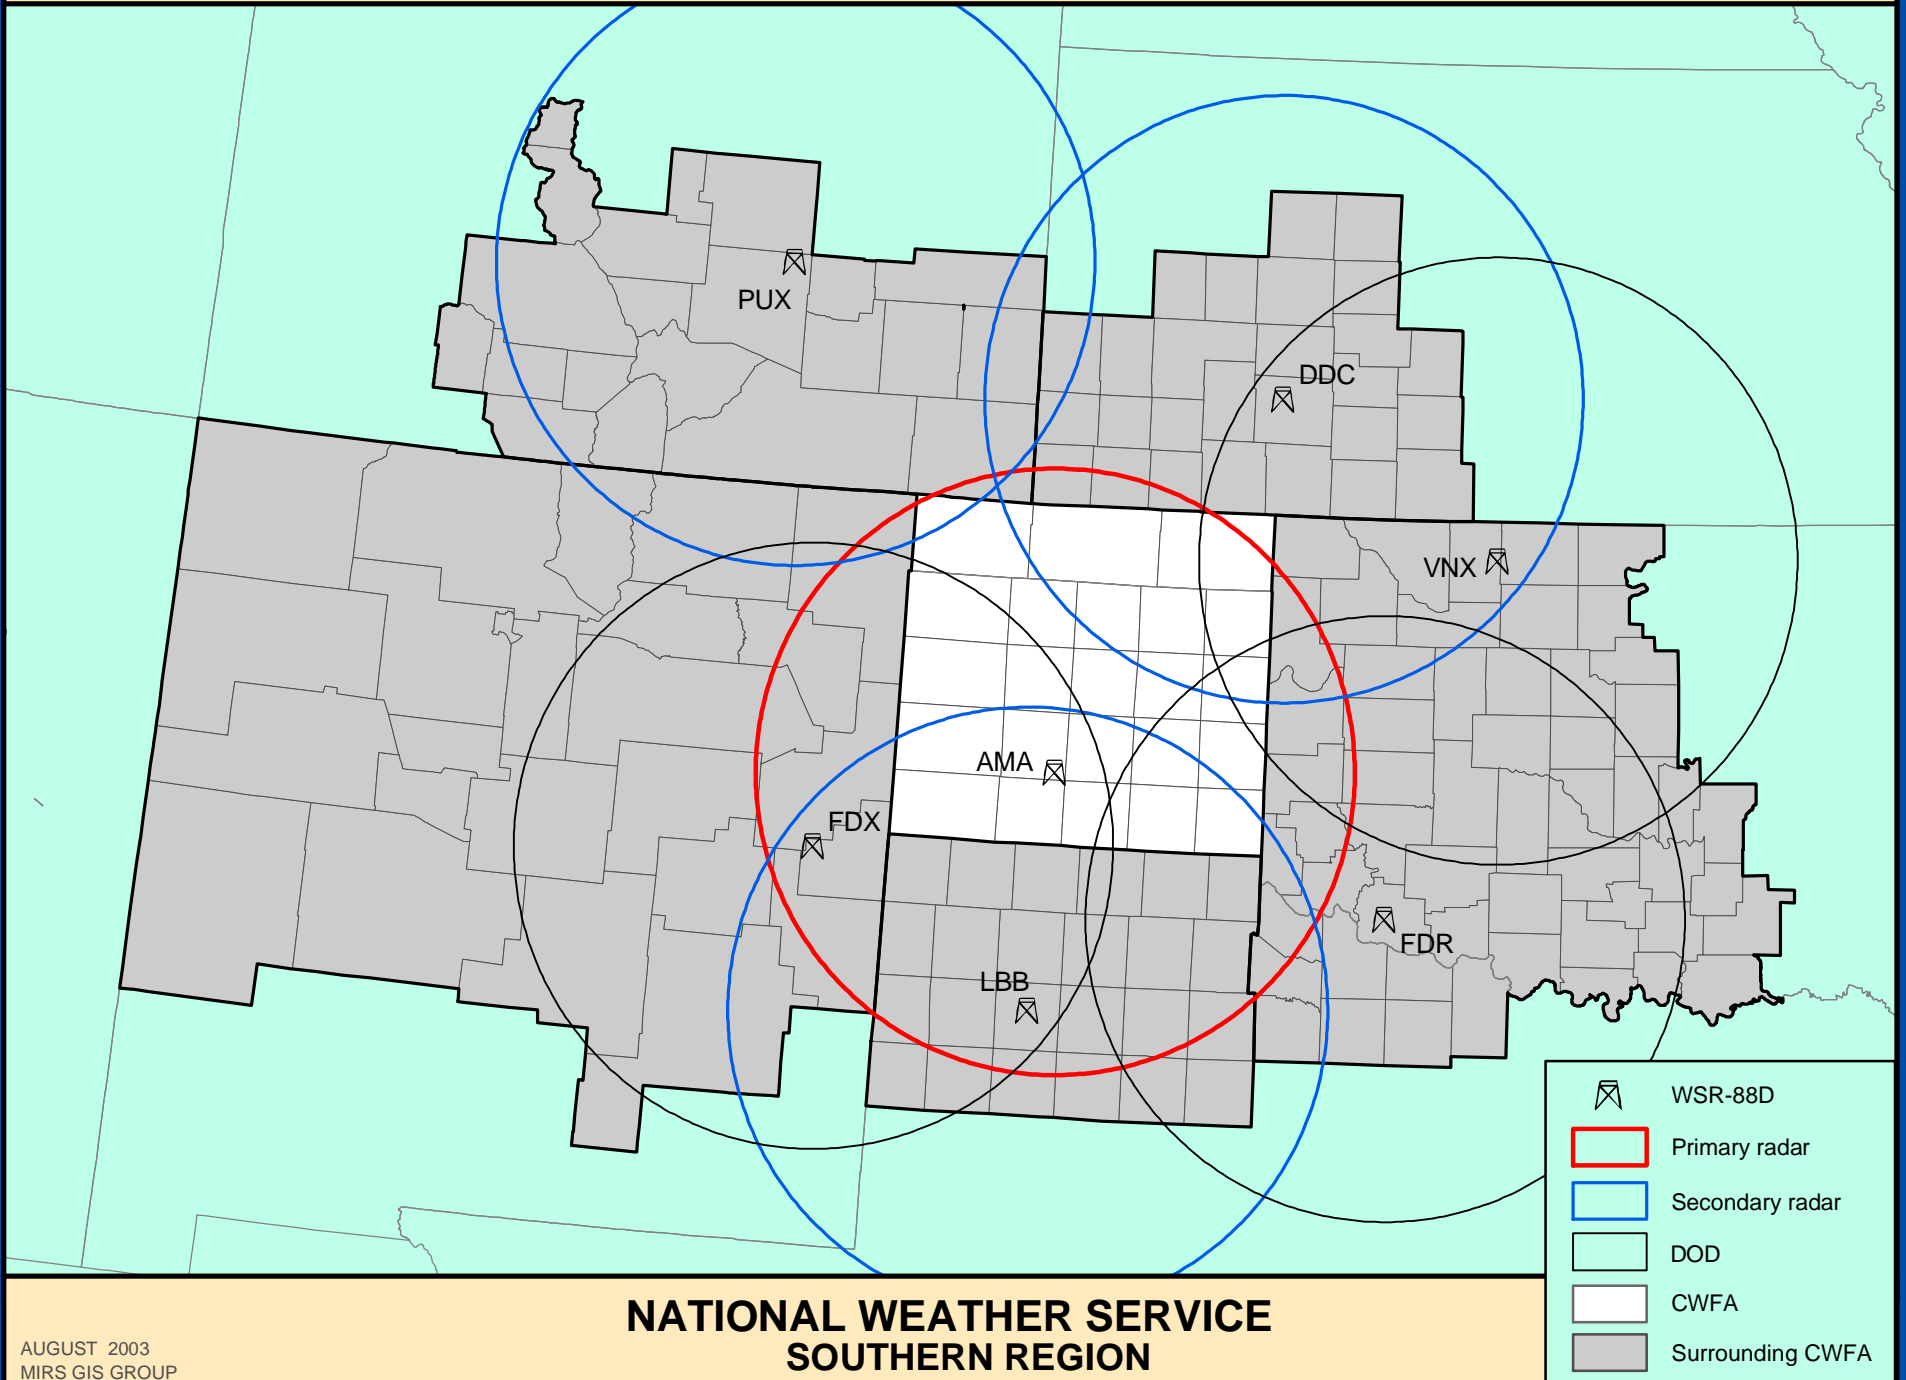 PUX
DDC
VNX
AMA
FDX
FDR
LBB
WSR-88D
Primary radar
Secondary radar
DOD
CWFA
Surrounding CWFA
NATIONAL WEATHER SERVICE
SOUTHERN REGION
AUGUST 2003
MIRS GIS GROUP